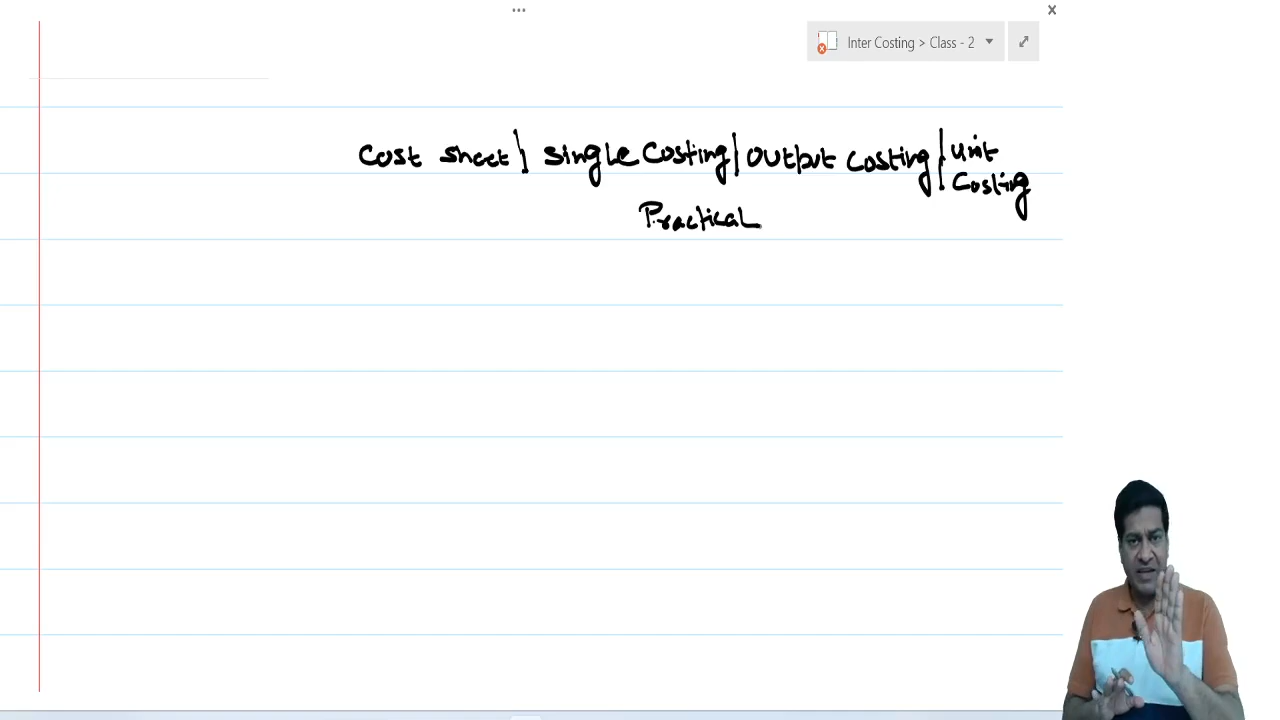 Inter Costing > Class - 2
Cost sheet | Single Costing | Output Costing | Unit
Costing
Practical